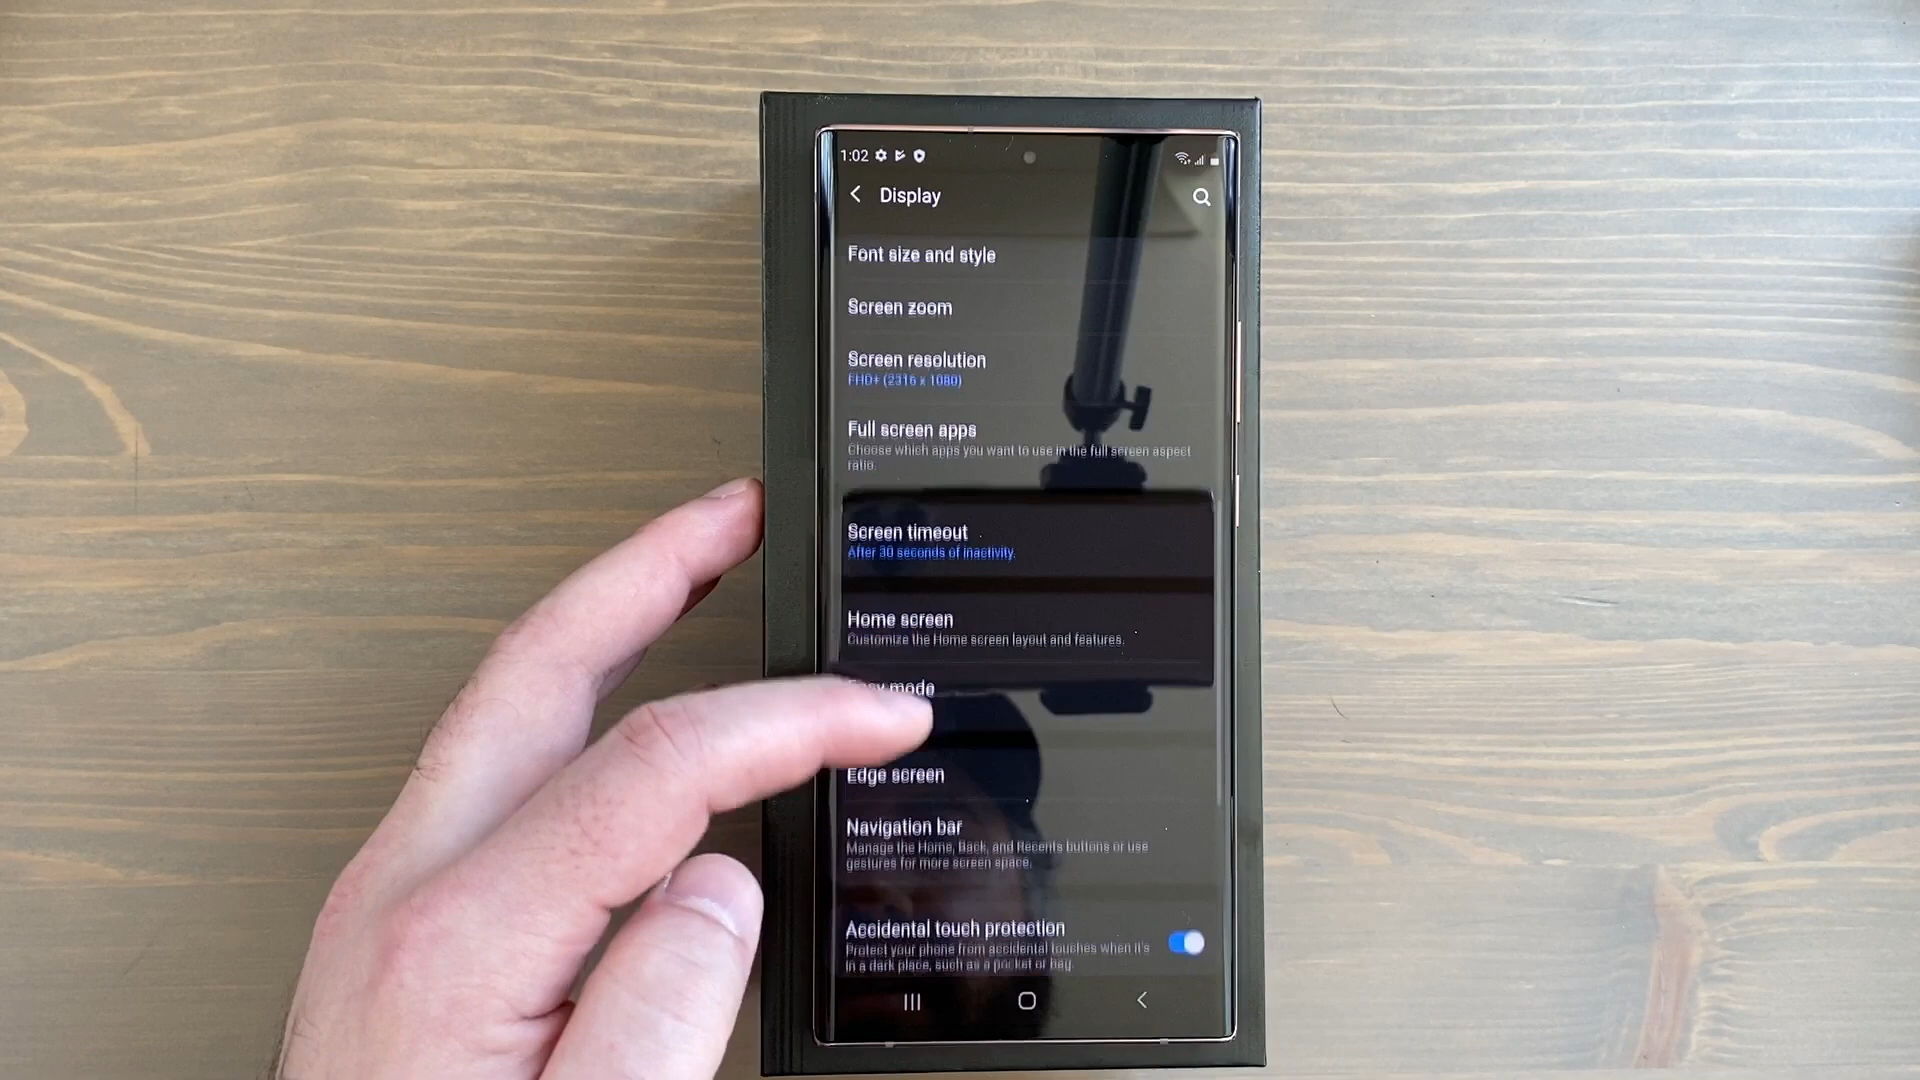 1:02
Display
Font size and style
Screen zoom
Screen resolution
FHD+ (2316 x 1080)
Full screen apps
Choose which apps you want to use in the full screen aspect
ratio.
Screen timeout
After 30 seconds of inactivity.
Home screen
Customize the Home screen layout and features.
Easy mode
Edge screen
Navigation bar
Manage the Home, Back, and Recents buttons or use
gestures for more screen space.
Accidental touch protection
Protect your phone from accidental touches when it's
in a dark place, such as a pocket or bag.